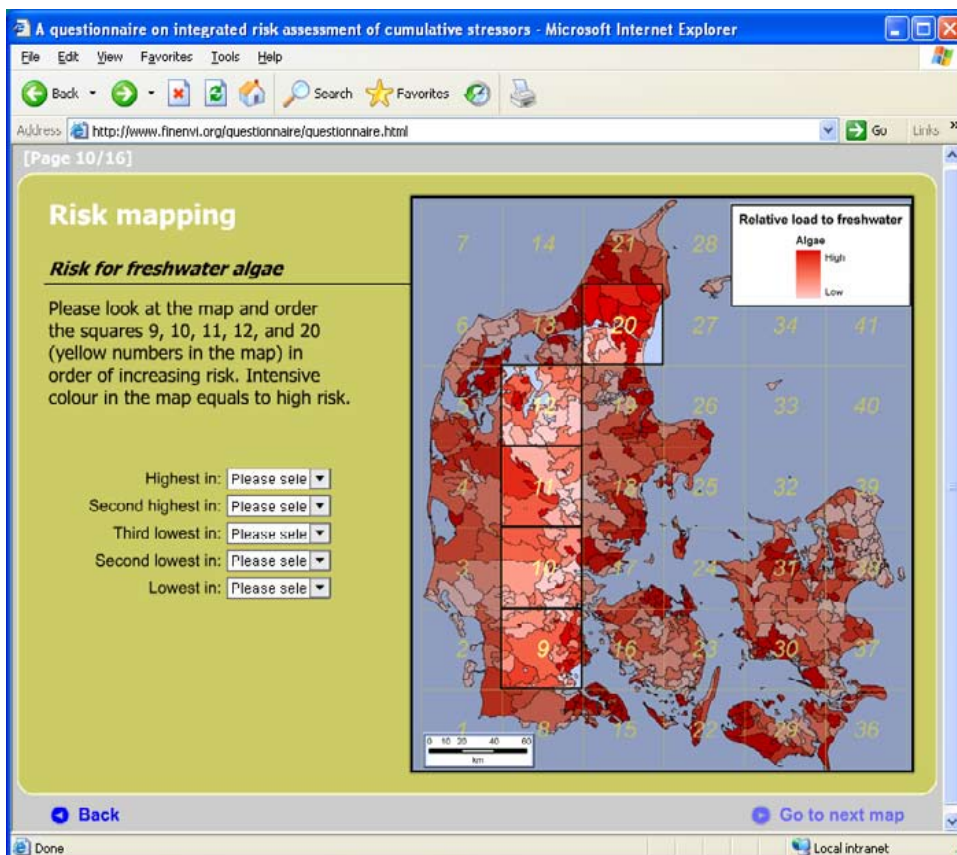 A questionnaire on integrated risk assessment of cumulative stressors - Microsoft Internet Explorer
File Edit View Favorites Tools Help
Back Search Favorites
Address http://www.finenvi.org/questionnaire/questionnaire.html Go Links »
[Page 10/16]
Risk mapping
Risk for freshwater algae
Please look at the map and order
the squares 9, 10, 11, 12, and 20
(yellow numbers in the map) in
order of increasing risk. Intensive
colour in the map equals to high risk.
Highest in: Please sele
Second highest in: Please sele
Third lowest in: Please sele
Second lowest in: Please sele
Lowest in: Please sele
Relative load to freshwater
Algae
High
Low
7 14 21 28
6 13 20 27 34 41
5 12 19 26 33 40
4 11 18 25 32 39
3 10 17 24 31 38
2 9 16 23 30 37
1 8 15 22 29 36
0 10 20 40 60
km
Back
Go to next map
Done
Local intranet